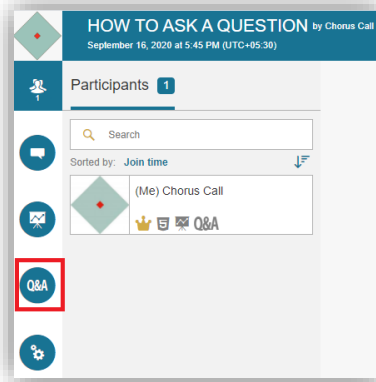 HOW TO ASK A QUESTION by Chorus Call
September 16, 2020 at 5:45 PM (UTC+05:30)
1
Participants 1
Search
Sorted by: Join time
(Me) Chorus Call
Q&A
Q&A